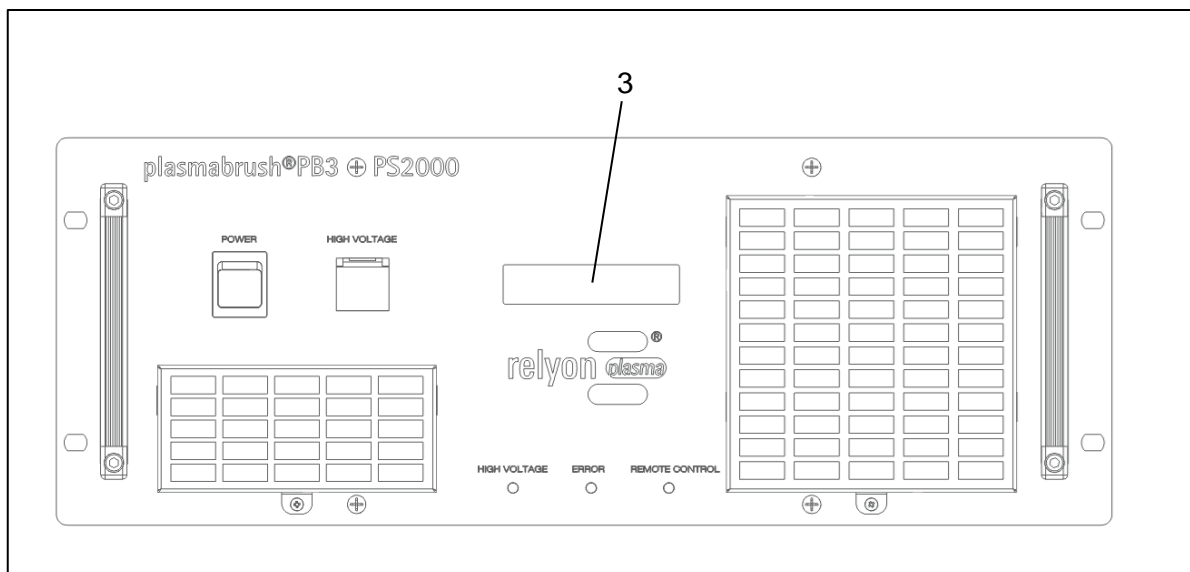 3
plasmabrush®PB3 PS2000
POWER
HIGH VOLTAGE
®
relyon plasma
HIGH VOLTAGE
ERROR
REMOTE CONTROL